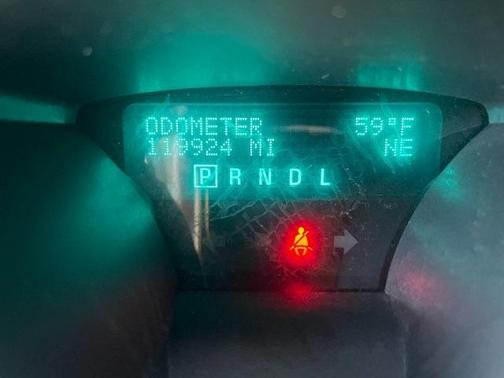 ODOMETER 59°F
119924 MI NE
P R N D L